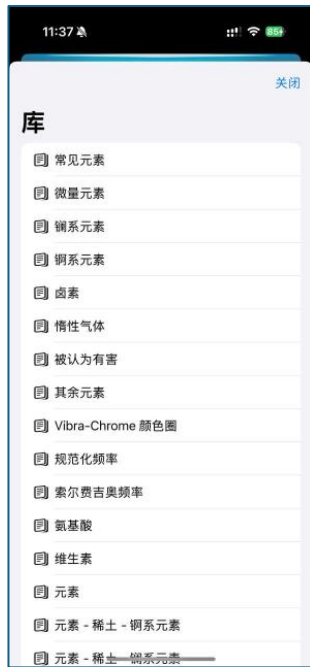 11:37
85
关闭
库
常见元素
微量元素
镧系元素
锕系元素
卤素
惰性气体
被认为有害
其余元素
Vibra-Chrome 颜色圈
规范化频率
索尔费吉奥频率
氨基酸
维生素
元素
元素 - 稀土 - 锕系元素
元素 - 稀土 - 镧系元素